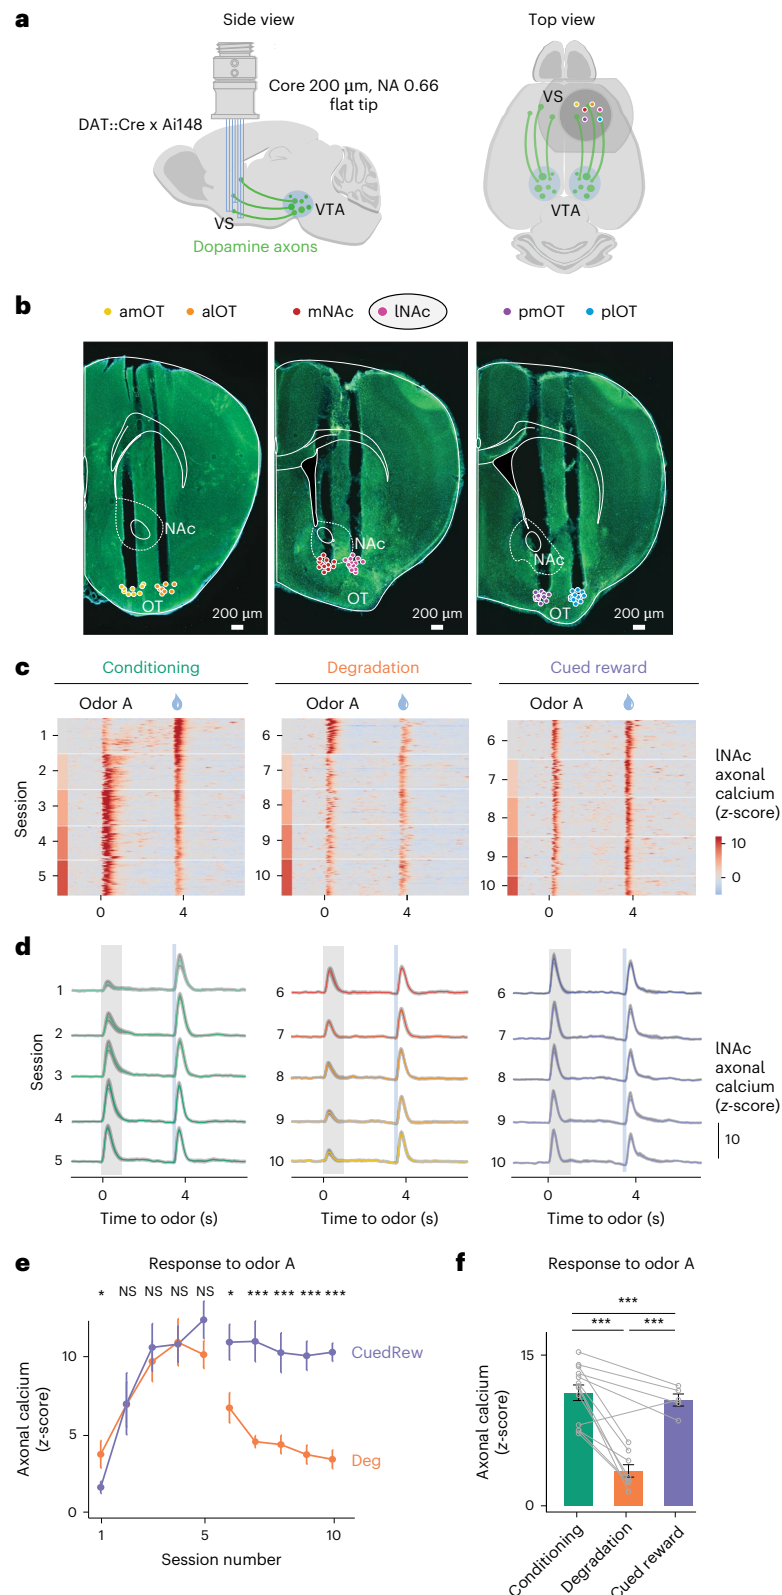 a
Side view
Top view
Core 200 μm, NA 0.66
flat tip
DAT::Cre x Ai148
VS
VTA
Dopamine axons
VS
VTA
b
amOT
alOT
mNAc
lNAc
pmOT
plOT
NAc
OT
200 μm
NAc
OT
200 μm
NAc
OT
200 μm
c
Conditioning
Degradation
Cued reward
Odor A
Odor A
Odor A
Session
1
2
3
4
5
6
7
8
9
10
6
7
8
9
10
0 4
0 4
0 4
lNAc
axonal
calcium
(z-score)
10
0
d
Session
1
2
3
4
5
6
7
8
9
10
6
7
8
9
10
0 4
0 4
0 4
Time to odor (s)
Time to odor (s)
Time to odor (s)
lNAc
axonal
calcium
(z-score)
10
e
Response to odor A
* NS NS NS NS * *** *** *** ***
Axonal calcium
(z-score)
10
5
0
CuedRew
Deg
1 5 10
Session number
f
Response to odor A
***
*** ***
Axonal calcium
(z-score)
15
0
Conditioning
Degradation
Cued reward